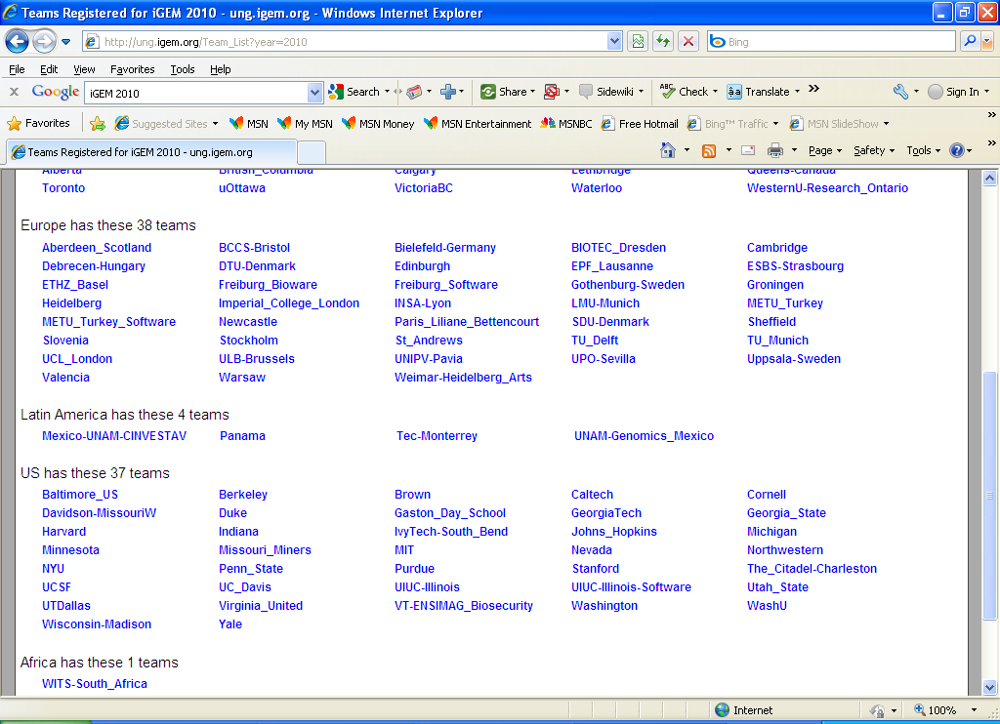 Teams Registered for iGEM 2010 - ung.igem.org - Windows Internet Explorer
http://ung.igem.org/Team_List?year=2010 Bing
File Edit View Favorites Tools Help
x Google iGEM 2010 Search Share Sidewiki ABC Check aあ Translate » Sign In
Favorites Suggested Sites MSN My MSN MSN Money MSN Entertainment MSNBC Free Hotmail Bing™ Traffic MSN SlideShow »
Teams Registered for iGEM 2010 - ung.igem.org Page Safety Tools »
Alberta British_Columbia Calgary Lethbridge Queens-Canada
Toronto uOttawa VictoriaBC Waterloo WesternU-Research_Ontario
Europe has these 38 teams
Aberdeen_Scotland BCCS-Bristol Bielefeld-Germany BIOTEC_Dresden Cambridge
Debrecen-Hungary DTU-Denmark Edinburgh EPF_Lausanne ESBS-Strasbourg
ETHZ_Basel Freiburg_Bioware Freiburg_Software Gothenburg-Sweden Groningen
Heidelberg Imperial_College_London INSA-Lyon LMU-Munich METU_Turkey
METU_Turkey_Software Newcastle Paris_Liliane_Bettencourt SDU-Denmark Sheffield
Slovenia Stockholm St_Andrews TU_Delft TU_Munich
UCL_London ULB-Brussels UNIPV-Pavia UPO-Sevilla Uppsala-Sweden
Valencia Warsaw Weimar-Heidelberg_Arts
Latin America has these 4 teams
Mexico-UNAM-CINVESTAV Panama Tec-Monterrey UNAM-Genomics_Mexico
US has these 37 teams
Baltimore_US Berkeley Brown Caltech Cornell
Davidson-MissouriW Duke Gaston_Day_School GeorgiaTech Georgia_State
Harvard Indiana IvyTech-South_Bend Johns_Hopkins Michigan
Minnesota Missouri_Miners MIT Nevada Northwestern
NYU Penn_State Purdue Stanford The_Citadel-Charleston
UCSF UC_Davis UIUC-Illinois UIUC-Illinois-Software Utah_State
UTDallas Virginia_United VT-ENSIMAG_Biosecurity Washington WashU
Wisconsin-Madison Yale
Africa has these 1 teams
WITS-South_Africa
Internet 100%